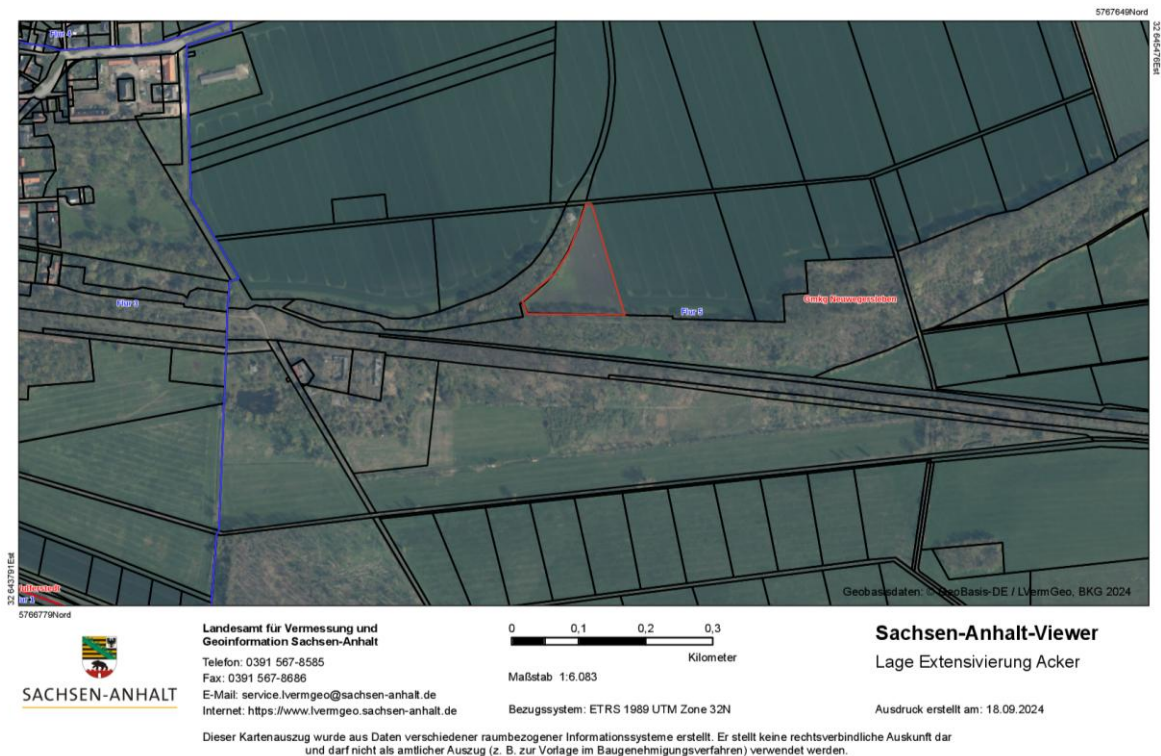 5767649Nord
32 645476Est
Flur 4
Flur 3
Flur 5
Gmkg Neuwegersleben
32 643791Est
5766779Nord
Geobasisdaten: © GeoBasis-DE / LVermGeo, BKG 2024
SACHSEN-ANHALT
Landesamt für Vermessung und
Geoinformation Sachsen-Anhalt
Telefon: 0391 567-8585
Fax: 0391 567-8686
E-Mail: service.lvermgeo@sachsen-anhalt.de
Internet: https://www.lvermgeo.sachsen-anhalt.de
0 0,1 0,2 0,3
Kilometer
Maßstab 1:6.083
Bezugssystem: ETRS 1989 UTM Zone 32N
Sachsen-Anhalt-Viewer
Lage Extensivierung Acker
Ausdruck erstellt am: 18.09.2024
Dieser Kartenauszug wurde aus Daten verschiedener raumbezogener Informationssysteme erstellt. Er stellt keine rechtsverbindliche Auskunft dar
und darf nicht als amtlicher Auszug (z. B. zur Vorlage im Baugenehmigungsverfahren) verwendet werden.